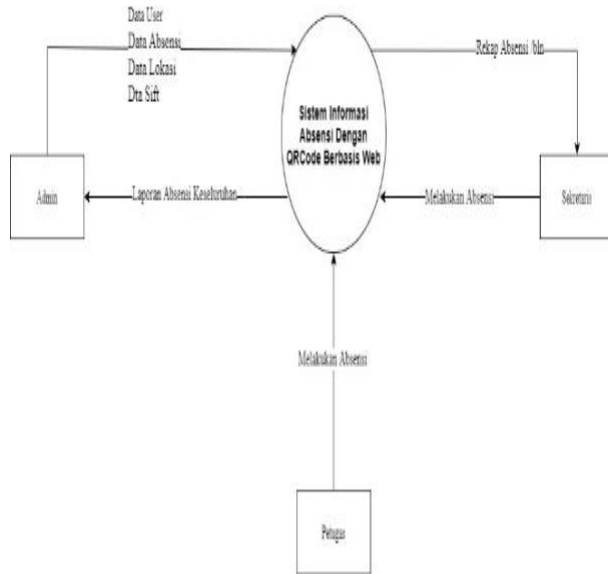 Data User
Data Absensi
Data Lokasi
Dta Sift
Rekap Absensi /bln
Sistem Informasi
Absensi Dengan
QRCode Berbasis Web
Admin
Laporan Absensi Keseluruhan
Melakukan Absensi
Sekretaris
Melakukan Absensi
Petugas